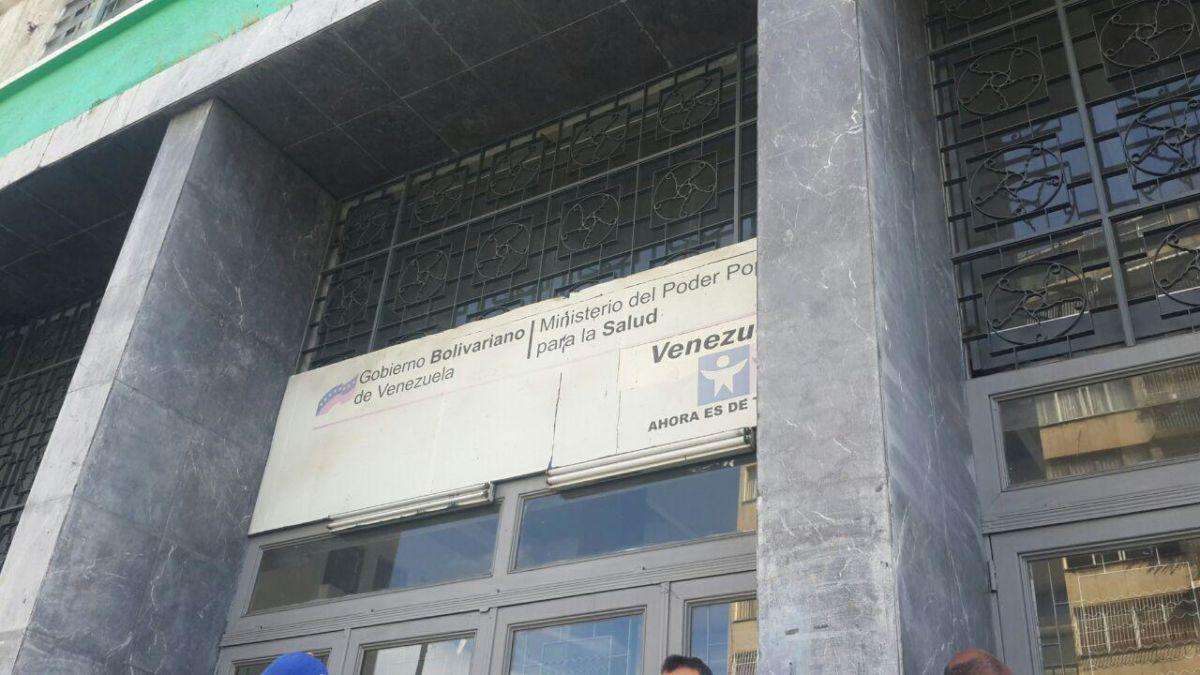 Gobierno Bolivariano
de Venezuela
Ministerio del Poder Po
para la Salud
Venezu
AHORA ES DE